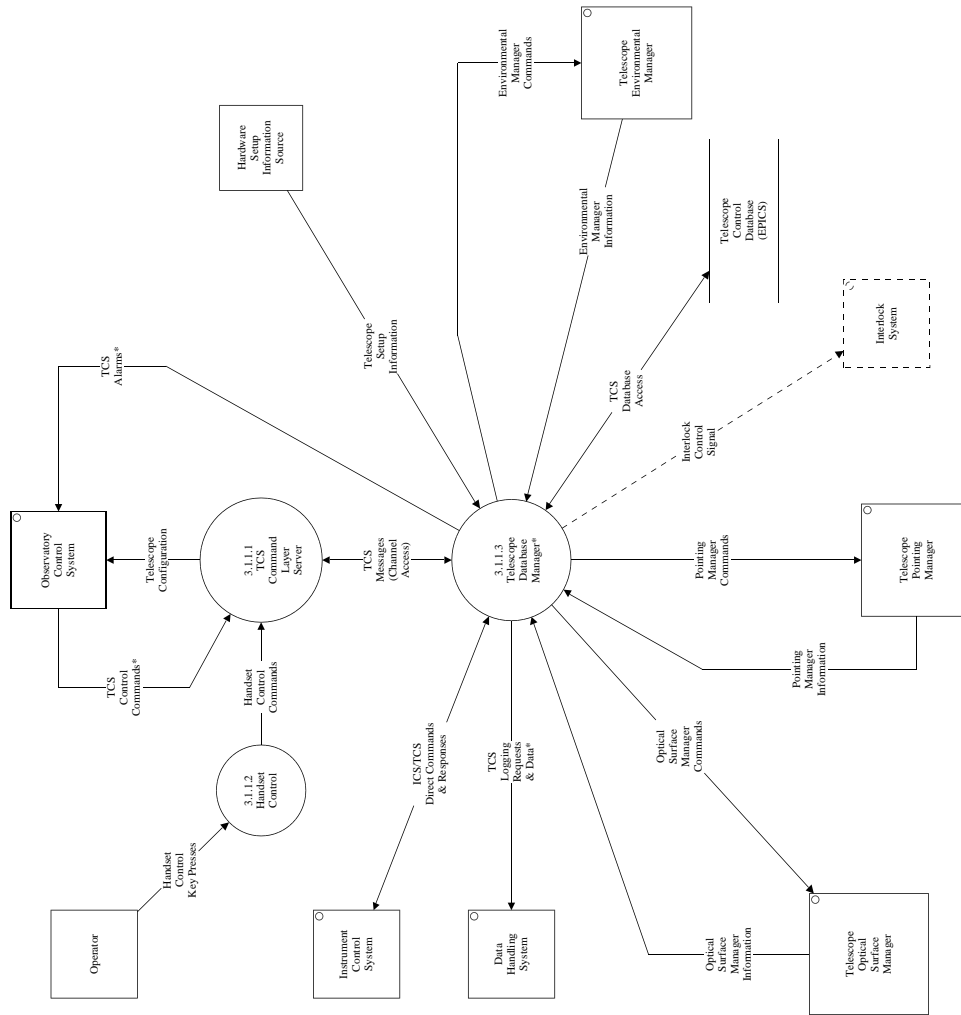 Operator
Handset
Control
Key Presses
3.1.1.2
Handset
Control
Handset
Control
Commands
TCS
Control
Commands*
Observatory
Control
System
Telescope
Configuration
3.1.1.1
TCS
Command
Layer
Server
TCS
Alarms*
Hardware
Setup
Information
Source
Telescope
Setup
Information
TCS
Messages
(Channel
Access)
Instrument
Control
System
ICS/TCS
Direct Commands
& Responses
Data
Handling
System
TCS
Logging
Requests
& Data*
3.1.1.3
Telescope
Database
Manager*
Environmental
Manager
Commands
Telescope
Environmental
Manager
Environmental
Manager
Information
TCS
Database
Access
Telescope
Control
Database
(EPICS)
Interlock
Control
Signal
Interlock
System
Optical
Surface
Manager
Commands
Optical
Surface
Manager
Information
Telescope
Optical
Surface
Manager
Pointing
Manager
Commands
Pointing
Manager
Information
Telescope
Pointing
Manager